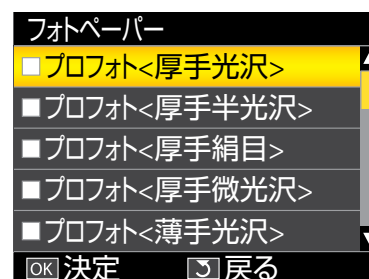 フォトペーパー
プロフォト<厚手光沢>
プロフォト<厚手半光沢>
プロフォト<厚手絹目>
プロフォト<厚手微光沢>
プロフォト<薄手光沢>
OK 決定 戻る